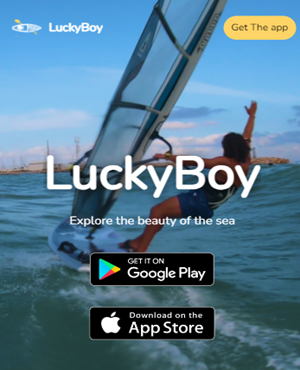 LuckyBoy
Get The app
LuckyBoy
Explore the beauty of the sea
GET IT ON
Google Play
Download on the
App Store